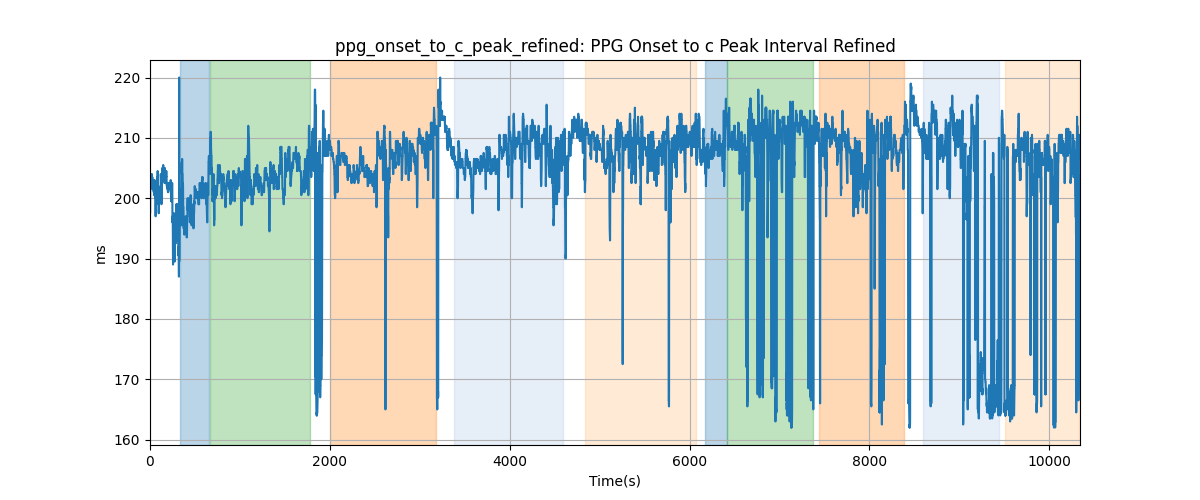 ppg_onset_to_c_peak_refined: PPG Onset to c Peak Interval Refined
220
210
200
190
180
170
160
ms
0 2000 4000 6000 8000 10000
Time(s)